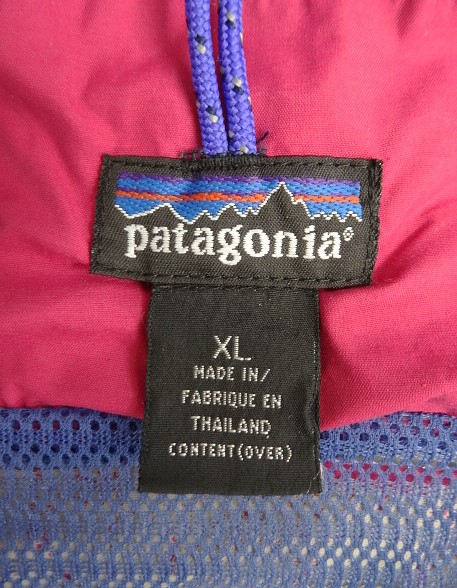 patagonia®
XL
MADE IN/
FABRIQUE EN
THAILAND
CONTENT(OVER)